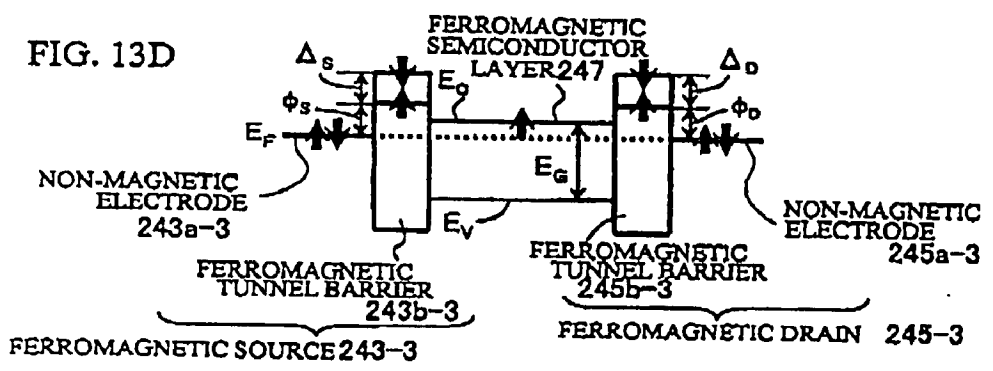 FIG. 13D
FERROMAGNETIC
SEMICONDUCTOR
LAYER 247
ΔS
ΔD
ϕS
ϕD
EC
EF
EG
EV
NON-MAGNETIC
ELECTRODE
243a-3
NON-MAGNETIC
ELECTRODE
245a-3
FERROMAGNETIC
TUNNEL BARRIER
243b-3
FERROMAGNETIC
TUNNEL BARRIER
245b-3
FERROMAGNETIC SOURCE 243-3
FERROMAGNETIC DRAIN 245-3